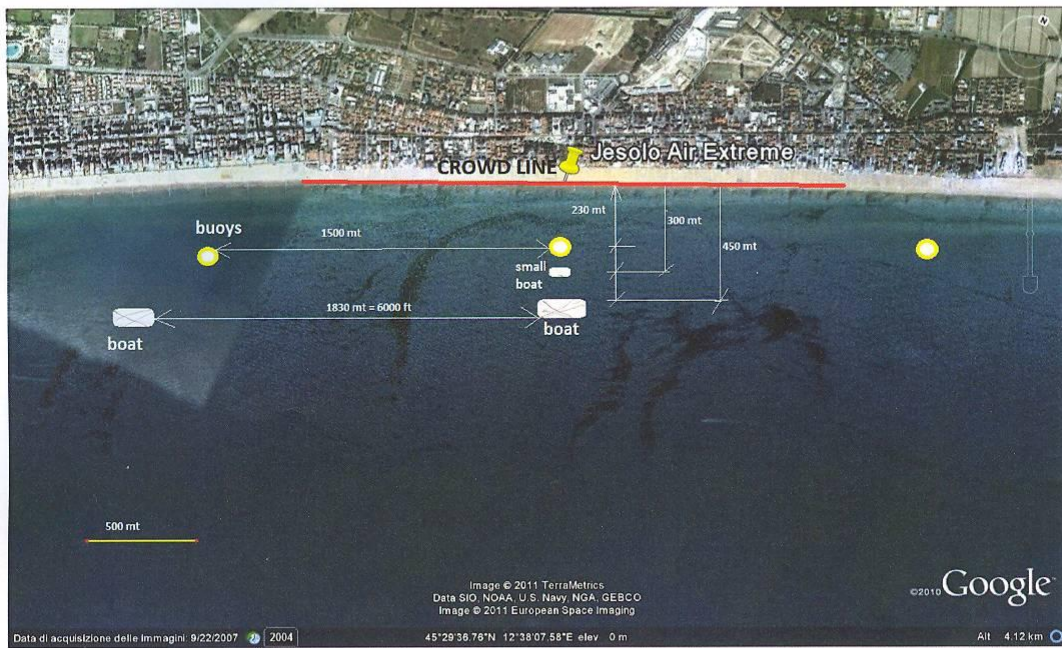 N
CROWD LINE
Jesolo Air Extreme
230 mt
300 mt
450 mt
buoys
1500 mt
small
boat
1830 mt = 6000 ft
boat
boat
500 mt
Image © 2011 TerraMetrics
Data SIO, NOAA, U.S. Navy, NGA, GEBCO
Image © 2011 European Space Imaging
©2010 Google
Data di acquisizione delle immagini: 9/22/2007
2004
45°29'36.76"N 12°38'07.58"E elev 0 m
Alt 4.12 km